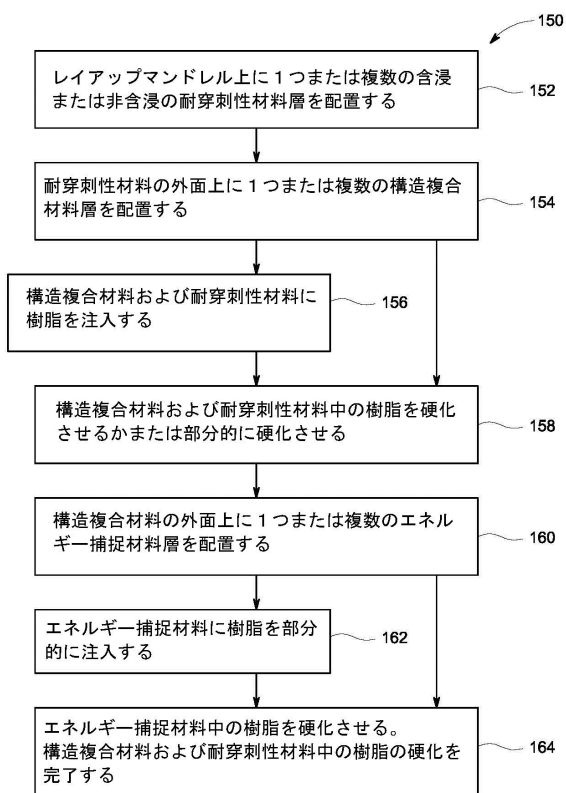 150
レイアップマンドレル上に１つまたは複数の含浸
または非含浸の耐穿刺性材料層を配置する
152
耐穿刺性材料の外面上に１つまたは複数の構造複合
材料層を配置する
154
構造複合材料および耐穿刺性材料に
樹脂を注入する
156
構造複合材料および耐穿刺性材料中の樹脂を硬化
させるかまたは部分的に硬化させる
158
構造複合材料の外面上に１つまたは複数のエネル
ギー捕捉材料層を配置する
160
エネルギー捕捉材料に樹脂を部分
的に注入する
162
エネルギー捕捉材料中の樹脂を硬化させる。
構造複合材料および耐穿刺性材料中の樹脂の硬化を
完了する
164